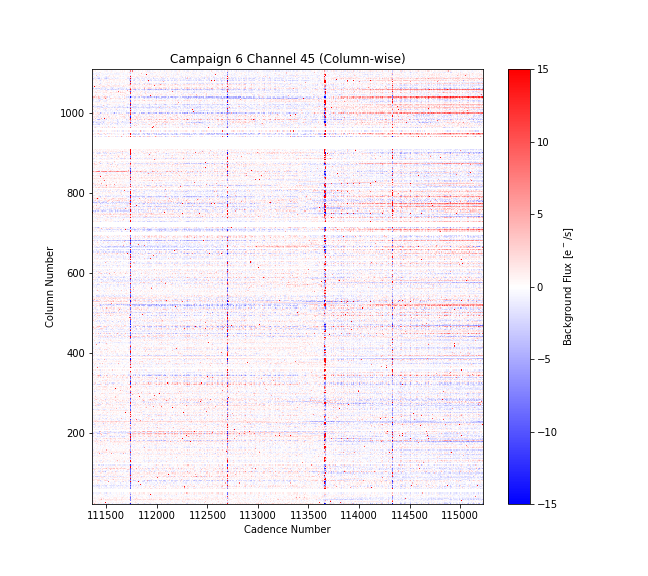 Campaign 6 Channel 45 (Column-wise)
1000
800
600
400
200
Column Number
111500 112000 112500 113000 113500 114000 114500 115000
Cadence Number
15
10
5
0
−5
−10
−15
Background Flux [e⁻/s]